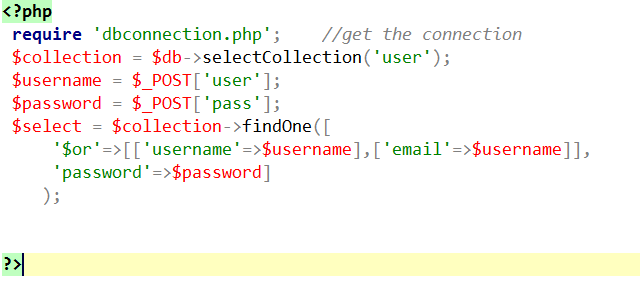 <?php
require 'dbconnection.php';    //get the connection
$collection = $db->selectCollection('user');
$username = $_POST['user'];
$password = $_POST['pass'];
$select = $collection->findOne([
    '$or'=>[['username'=>$username],['email'=>$username]],
    'password'=>$password]
   );
?>